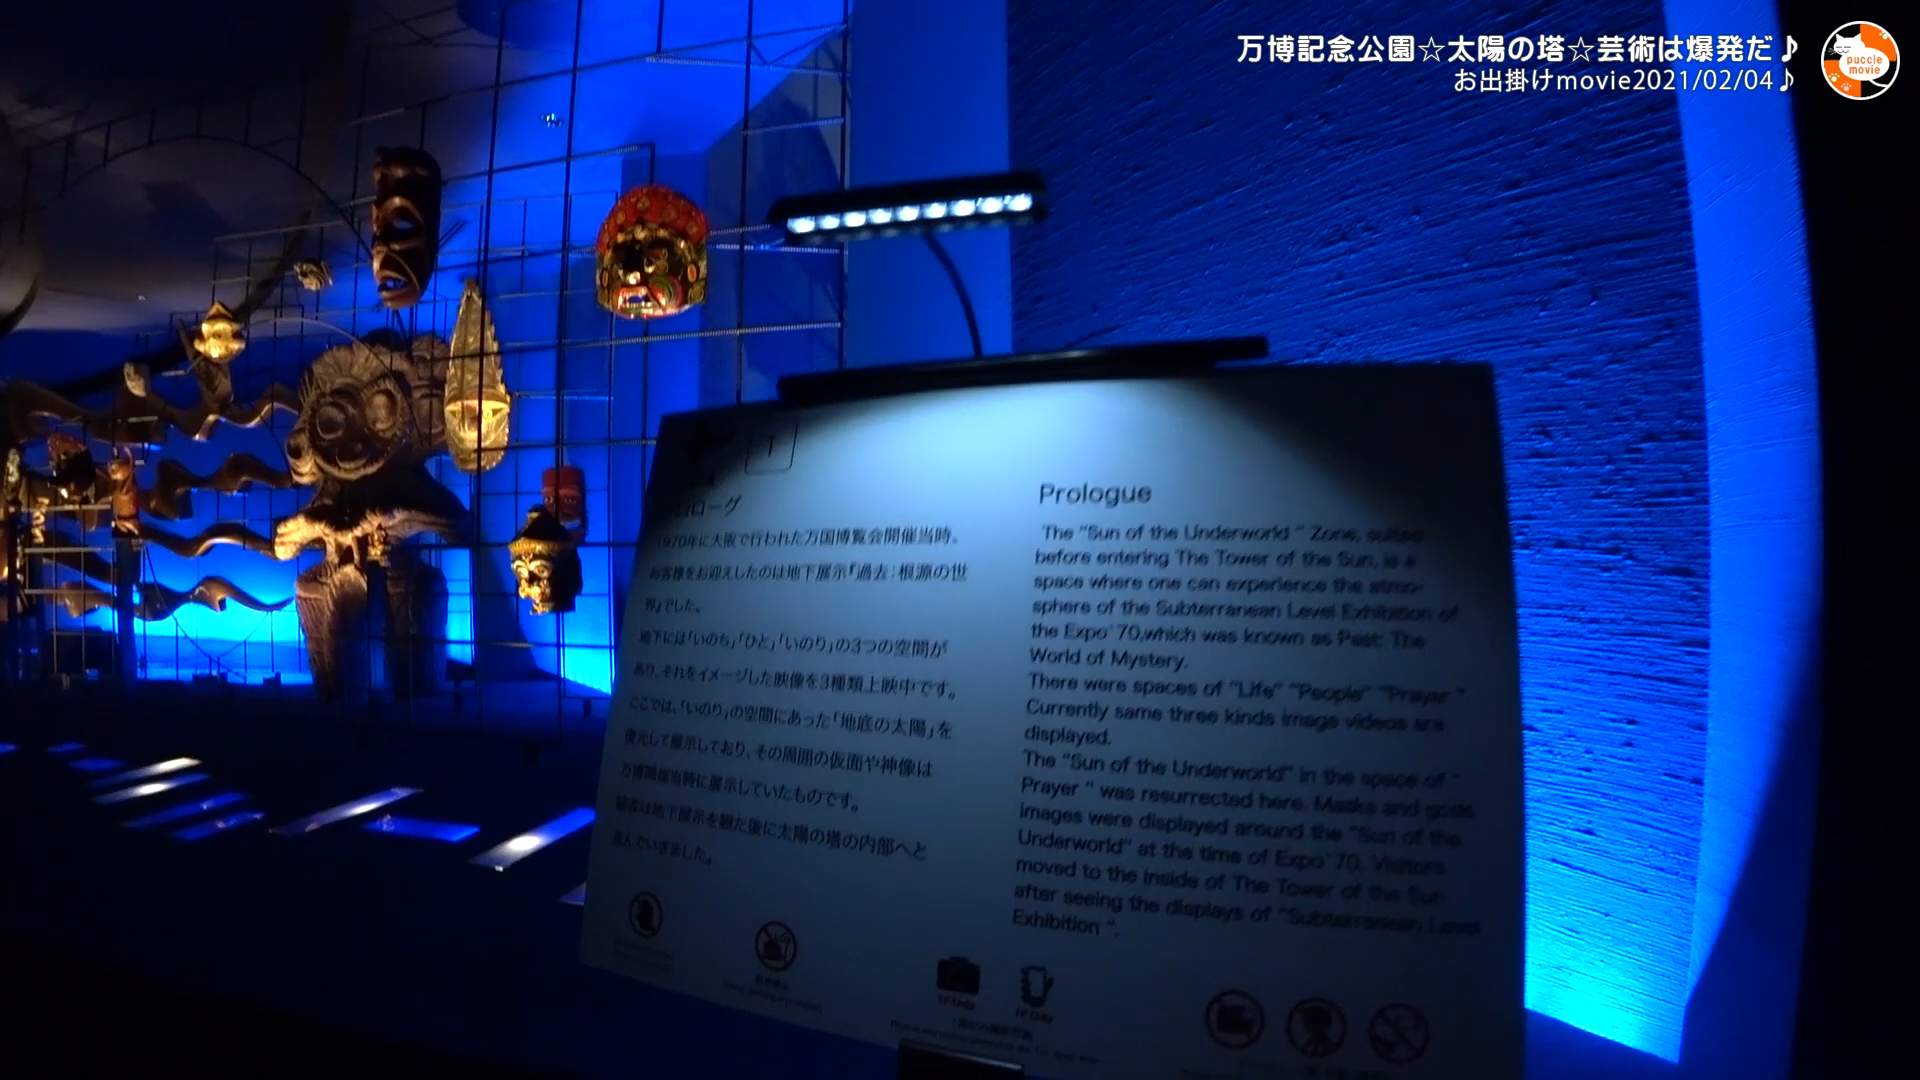 万博記念公園☆太陽の塔☆芸術は爆発だ♪
お出掛けmovie2021/02/04♪
puccle
movie
1
ローグ
1970年に大阪で行われた万国博覧会開催当時、
お客様をお迎えしたのは地下展示『過去：根源の世
界』でした。
地下には「いのち」「ひと」「いのり」の3つの空間が
あり、それをイメージした映像を3種類上映中です。
ここでは、「いのり」の空間にあった「地底の太陽」を
復元して展示しており、その周囲の仮面や神像は
万博開催当時に展示していたものです。
は地下展示を観た後に太陽の塔の内部へと
進んでいきました。
Prologue
The "Sun of the Underworld " Zone, suited
before entering The Tower of the Sun, is a
space where one can experience the atmo-
sphere of the Subterranean Level Exhibition of
the Expo'70,which was known as Past: The
World of Mystery.
There were spaces of "Life" "People" "Prayer "
Currently same three kinds image videos are
displayed.
The "Sun of the Underworld" in the space of "
Prayer " was resurrected here. Masks and gods
images were displayed around the "Sun of the
Underworld" at the time of Expo'70. Visitors
moved to the inside of The Tower of the Sun
after seeing the displays of "Subterranean Level
Exhibition ".
1F Only
1F Only